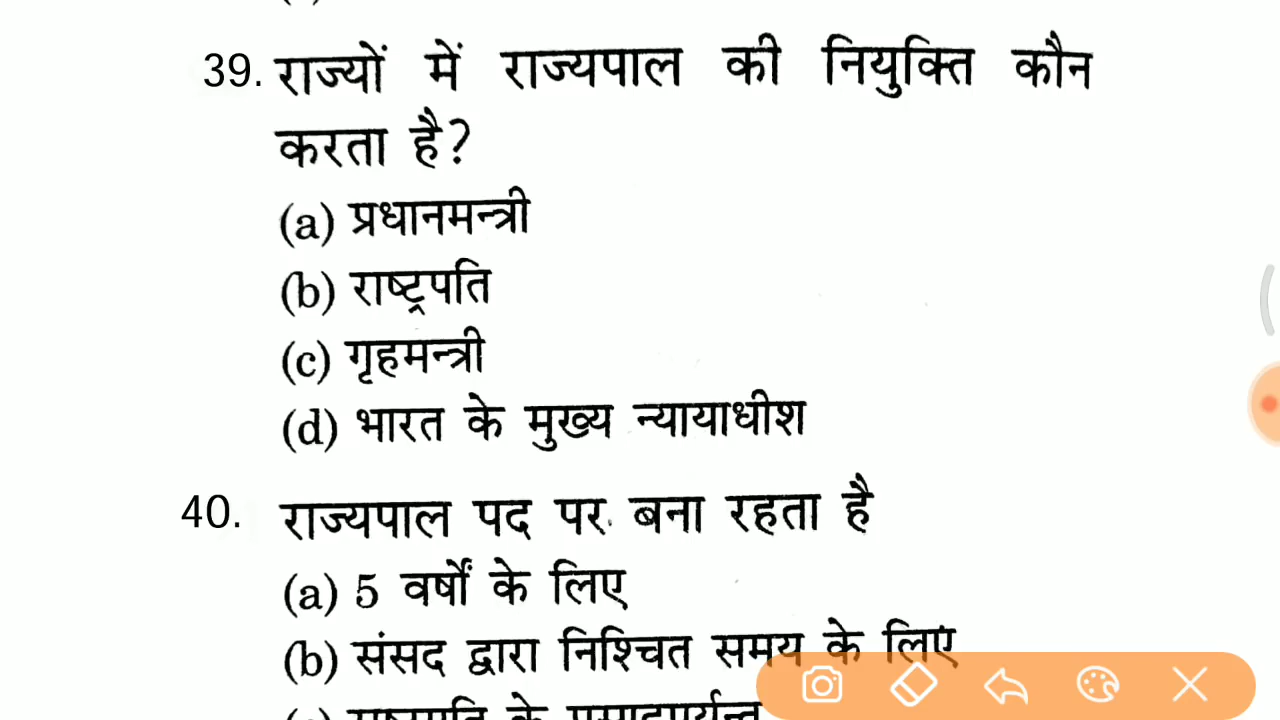 39. राज्यों में राज्यपाल की नियुक्ति कौन
करता है?
(a) प्रधानमन्त्री
(b) राष्ट्रपति
(c) गृहमन्त्री
(d) भारत के मुख्य न्यायाधीश
40. राज्यपाल पद पर बना रहता है
(a) 5 वर्षों के लिए
(b) संसद द्वारा निश्चित समय के लिए